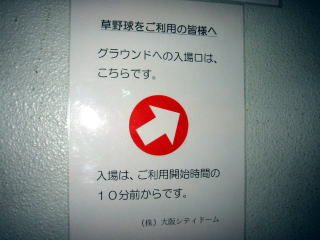 草野球をご利用の皆様へ
グラウンドへの入場口は、
こちらです。
入場は、ご利用開始時間の
１０分前からです。
（株）大阪シティドーム